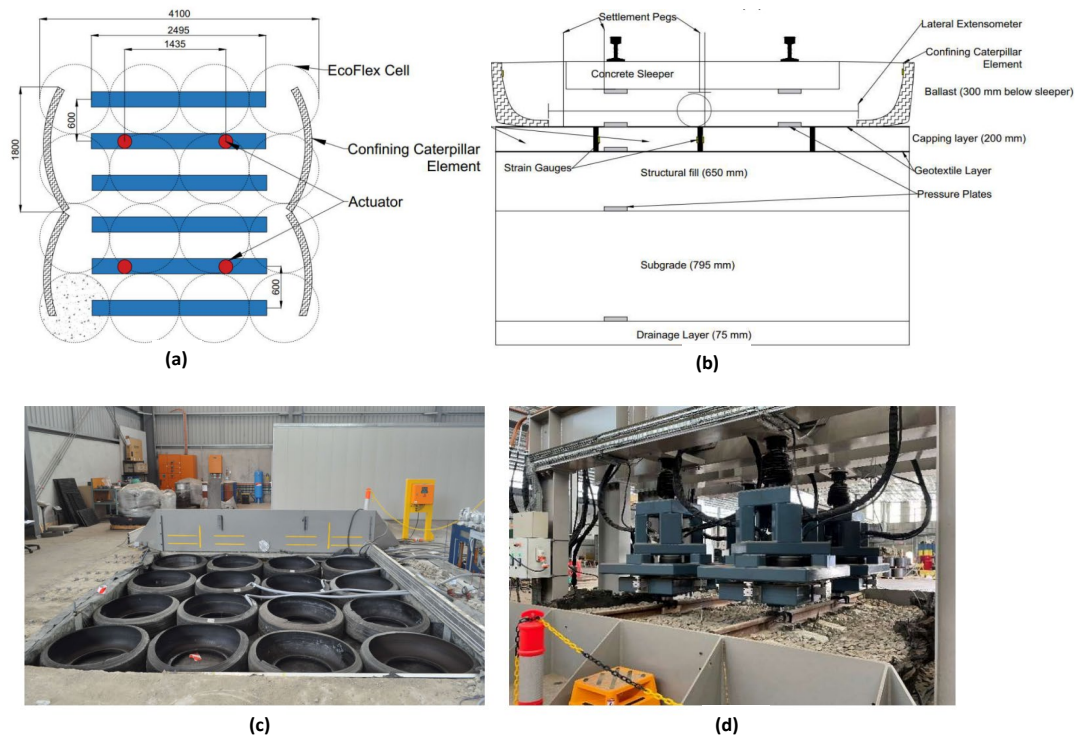 4100
2495
1435
EcoFlex Cell
600
1800
Confining Caterpillar
Element
Actuator
600
(a)
Settlement Pegs
Lateral Extensometer
Confining Caterpillar
Element
Concrete Sleeper
Ballast (300 mm below sleeper)
Capping layer (200 mm)
Strain Gauges
Geotextile Layer
Structural fill (650 mm)
Pressure Plates
Subgrade (795 mm)
Drainage Layer (75 mm)
(b)
(c)
(d)